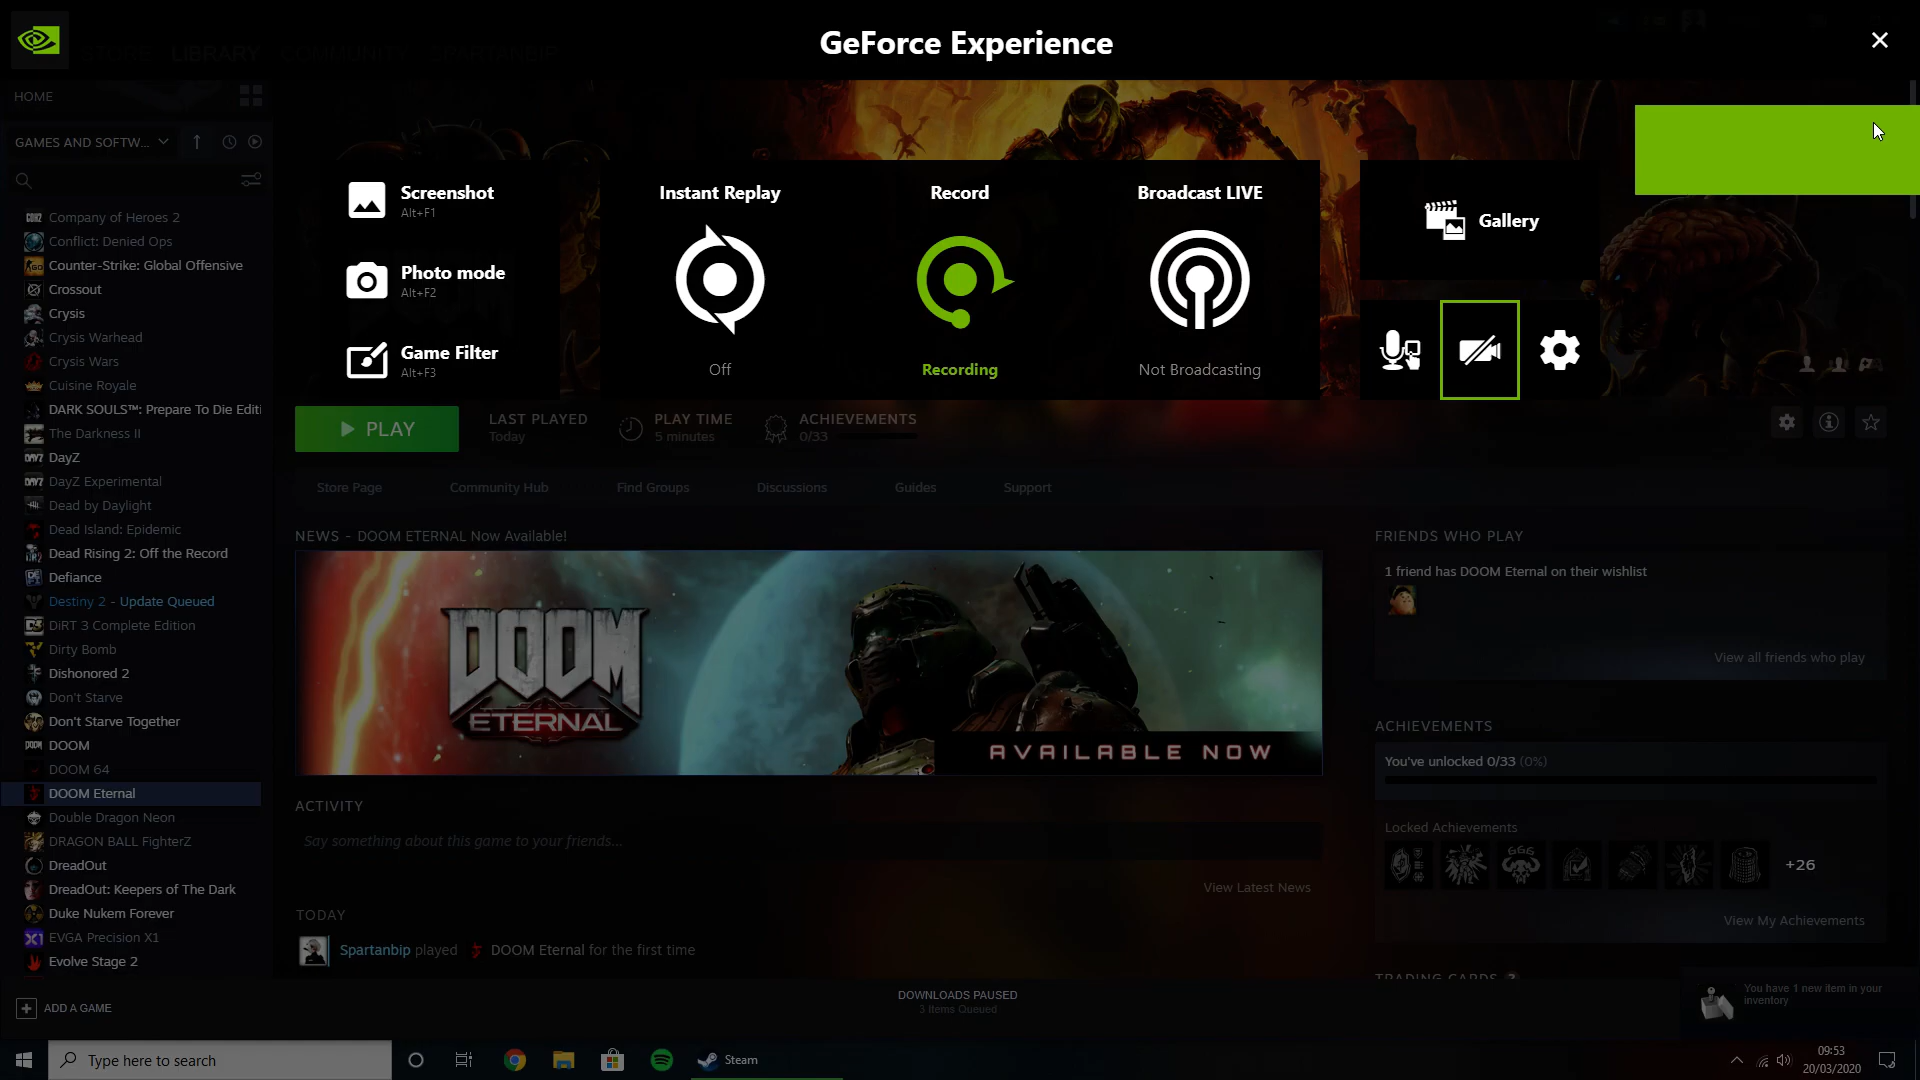 GeForce Experience
STORE LIBRARY COMMUNITY SPARTANBIP
HOME
GAMES AND SOFTW...
Company of Heroes 2
Conflict: Denied Ops
Counter-Strike: Global Offensive
Crossout
Crysis
Crysis Warhead
Crysis Wars
Cuisine Royale
DARK SOULS™: Prepare To Die Editi
The Darkness II
DayZ
DayZ Experimental
Dead by Daylight
Dead Island: Epidemic
Dead Rising 2: Off the Record
Defiance
Destiny 2 - Update Queued
DiRT 3 Complete Edition
Dirty Bomb
Dishonored 2
Don't Starve
Don't Starve Together
DOOM
DOOM 64
DOOM Eternal
Double Dragon Neon
DRAGON BALL FighterZ
DreadOut
DreadOut: Keepers of The Dark
Duke Nukem Forever
EVGA Precision X1
Evolve Stage 2
ADD A GAME
Screenshot
Alt+F1
Photo mode
Alt+F2
Game Filter
Alt+F3
Instant Replay
Off
Record
Recording
Broadcast LIVE
Not Broadcasting
Gallery
PLAY
LAST PLAYED
Today
PLAY TIME
5 minutes
ACHIEVEMENTS
0/33
Store Page Community Hub Find Groups Discussions Guides Support
NEWS - DOOM ETERNAL Now Available!
DOOM
ETERNAL
AVAILABLE NOW
ACTIVITY
Say something about this game to your friends...
View Latest News
TODAY
Spartanbip played DOOM Eternal for the first time
FRIENDS WHO PLAY
1 friend has DOOM Eternal on their wishlist
View all friends who play
ACHIEVEMENTS
You've unlocked 0/33 (0%)
Locked Achievements
666
+26
View My Achievements
TRADING CARDS
DOWNLOADS PAUSED
3 Items Queued
You have 1 new item in your
inventory
Type here to search
Steam
09:53
20/03/2020